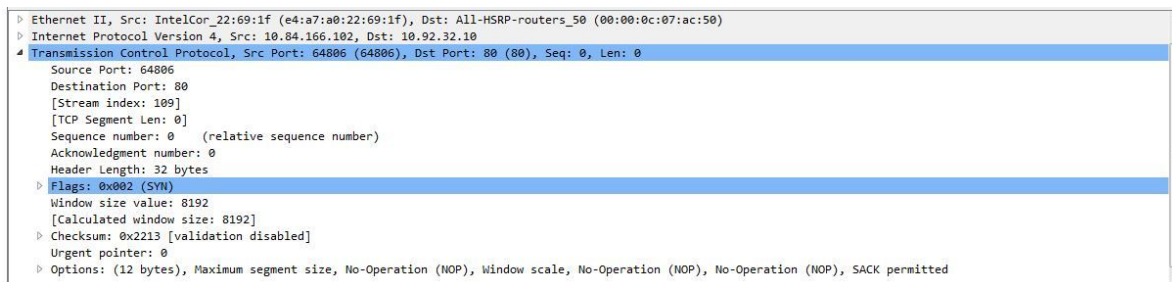 Ethernet II, Src: IntelCor_22:69:1f (e4:a7:a0:22:69:1f), Dst: All-HSRP-routers_50 (00:00:0c:07:ac:50)
Internet Protocol Version 4, Src: 10.84.166.102, Dst: 10.92.32.10
Transmission Control Protocol, Src Port: 64806 (64806), Dst Port: 80 (80), Seq: 0, Len: 0
Source Port: 64806
Destination Port: 80
[Stream index: 109]
[TCP Segment Len: 0]
Sequence number: 0    (relative sequence number)
Acknowledgment number: 0
Header Length: 32 bytes
Flags: 0x002 (SYN)
Window size value: 8192
[Calculated window size: 8192]
Checksum: 0x2213 [validation disabled]
Urgent pointer: 0
Options: (12 bytes), Maximum segment size, No-Operation (NOP), Window scale, No-Operation (NOP), No-Operation (NOP), SACK permitted